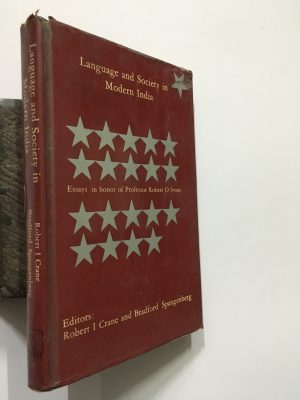 Language and Society in
Modern India
Essays in honor of Professor Robert O Swan
Editors:
Robert I Crane and Bradford Spangenberg
Language and Society in
Modern India
Robert I Crane
Bradford Spangenberg